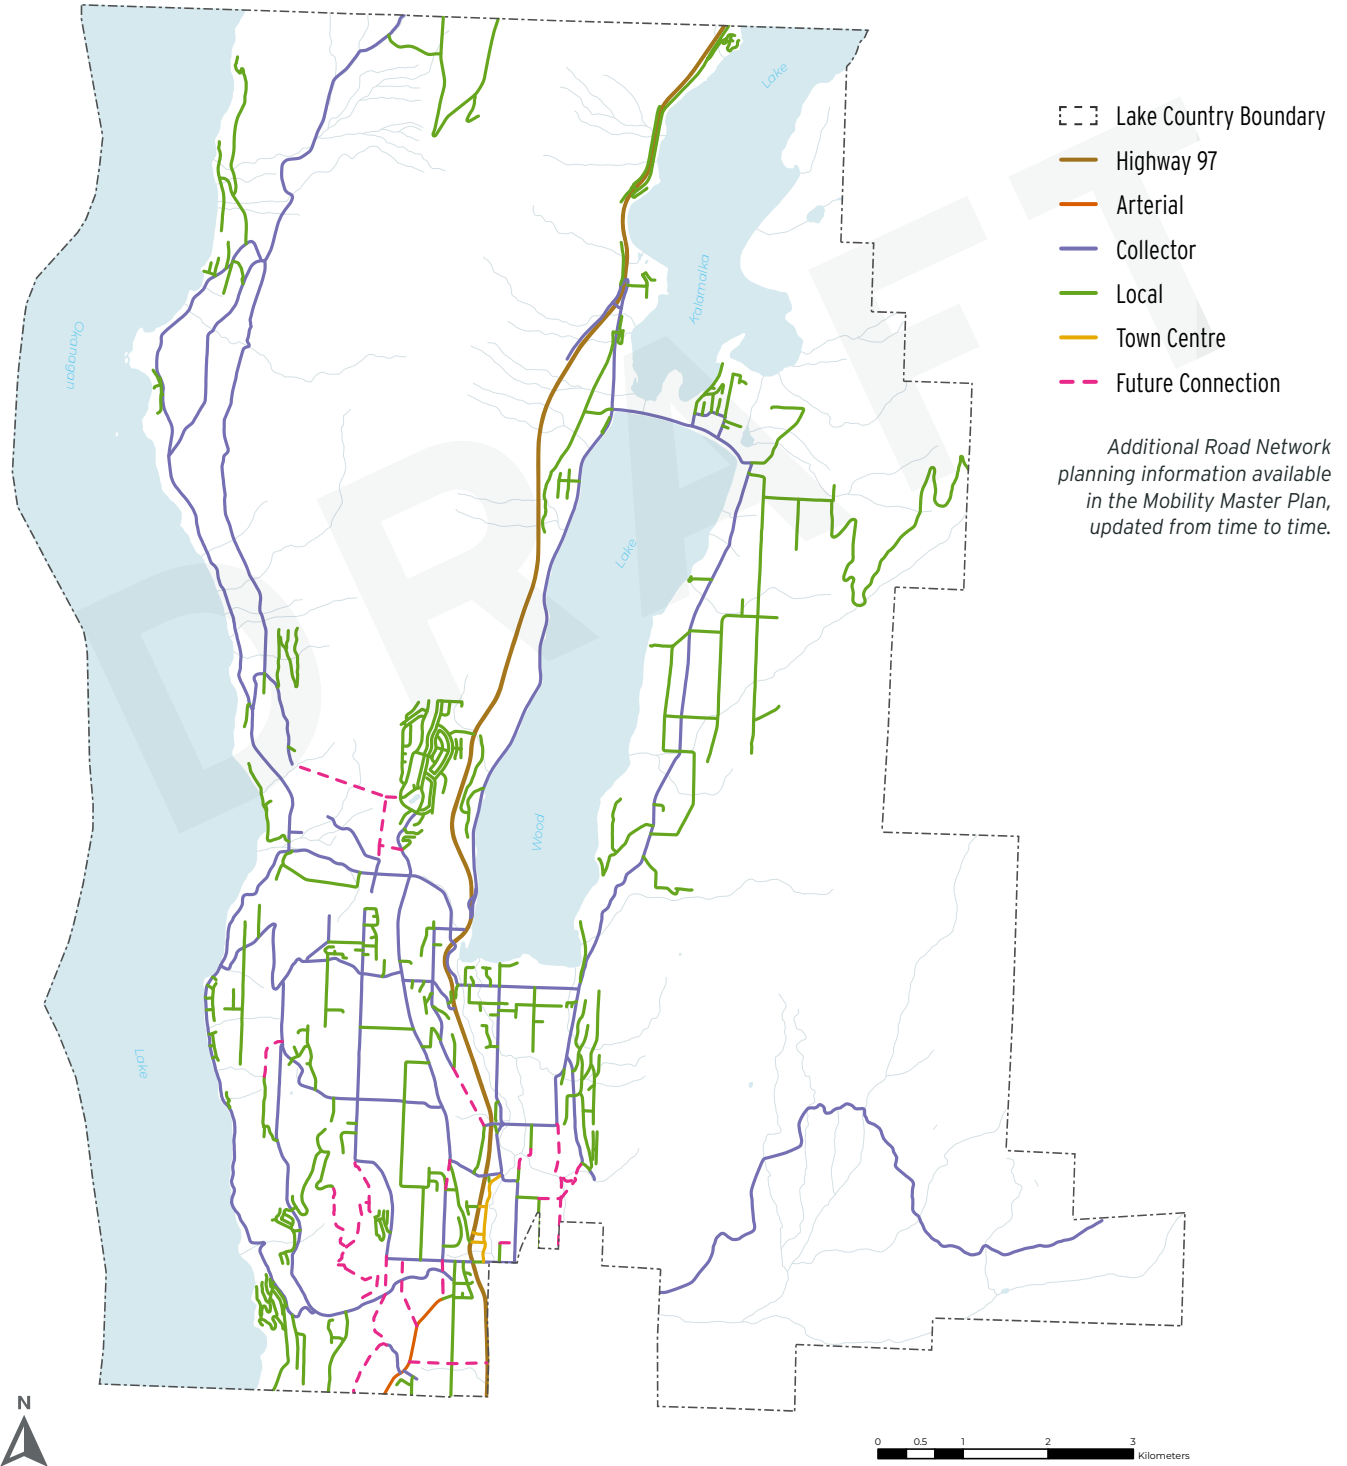 Lake Country Boundary
Highway 97
Arterial
Collector
Local
Town Centre
Future Connection
Additional Road Network
planning information available
in the Mobility Master Plan,
updated from time to time.
Lake
Kalamalka
Okanagan
Lake
Wood
Lake
DRAFT
N
0 0.5 1 2 3
Kilometers